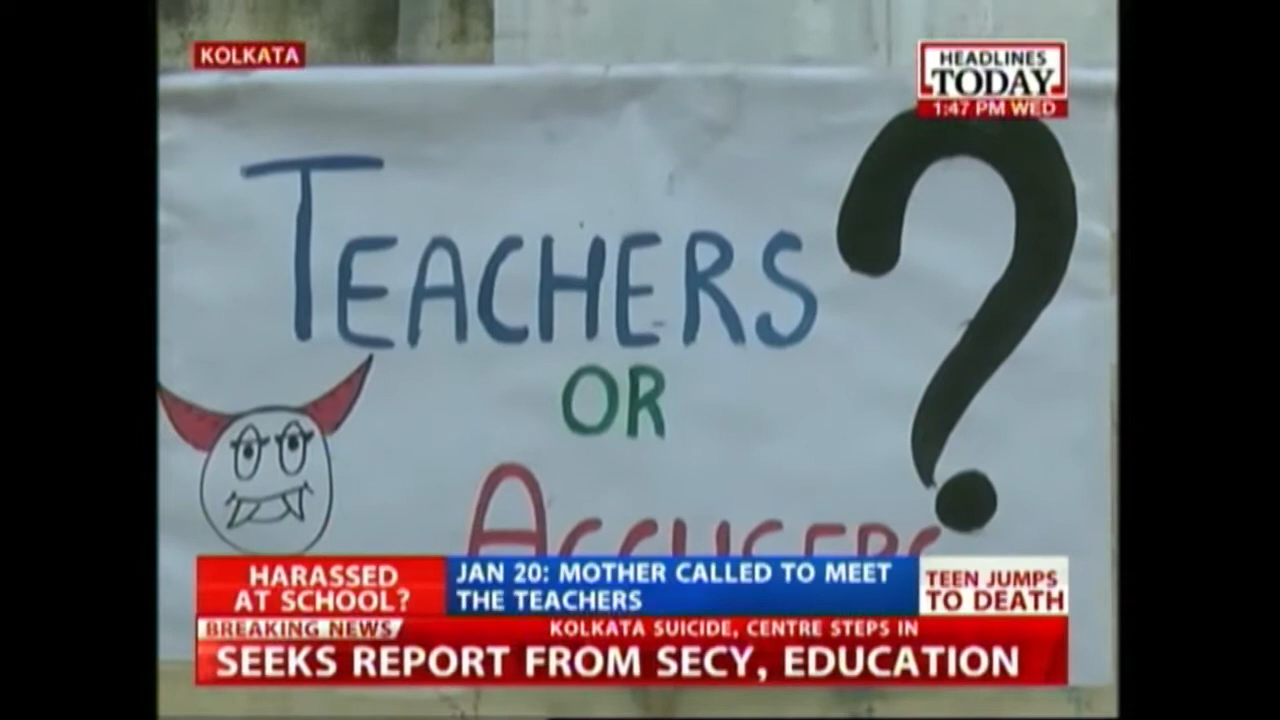 KOLKATA
HEADLINES
TODAY
1:47 PM WED
TEACHERS
?
OR
ACCUSERS
HARASSED
AT SCHOOL?
JAN 20: MOTHER CALLED TO MEET
THE TEACHERS
TEEN JUMPS
TO DEATH
BREAKING NEWS
KOLKATA SUICIDE, CENTRE STEPS IN
SEEKS REPORT FROM SECY, EDUCATION